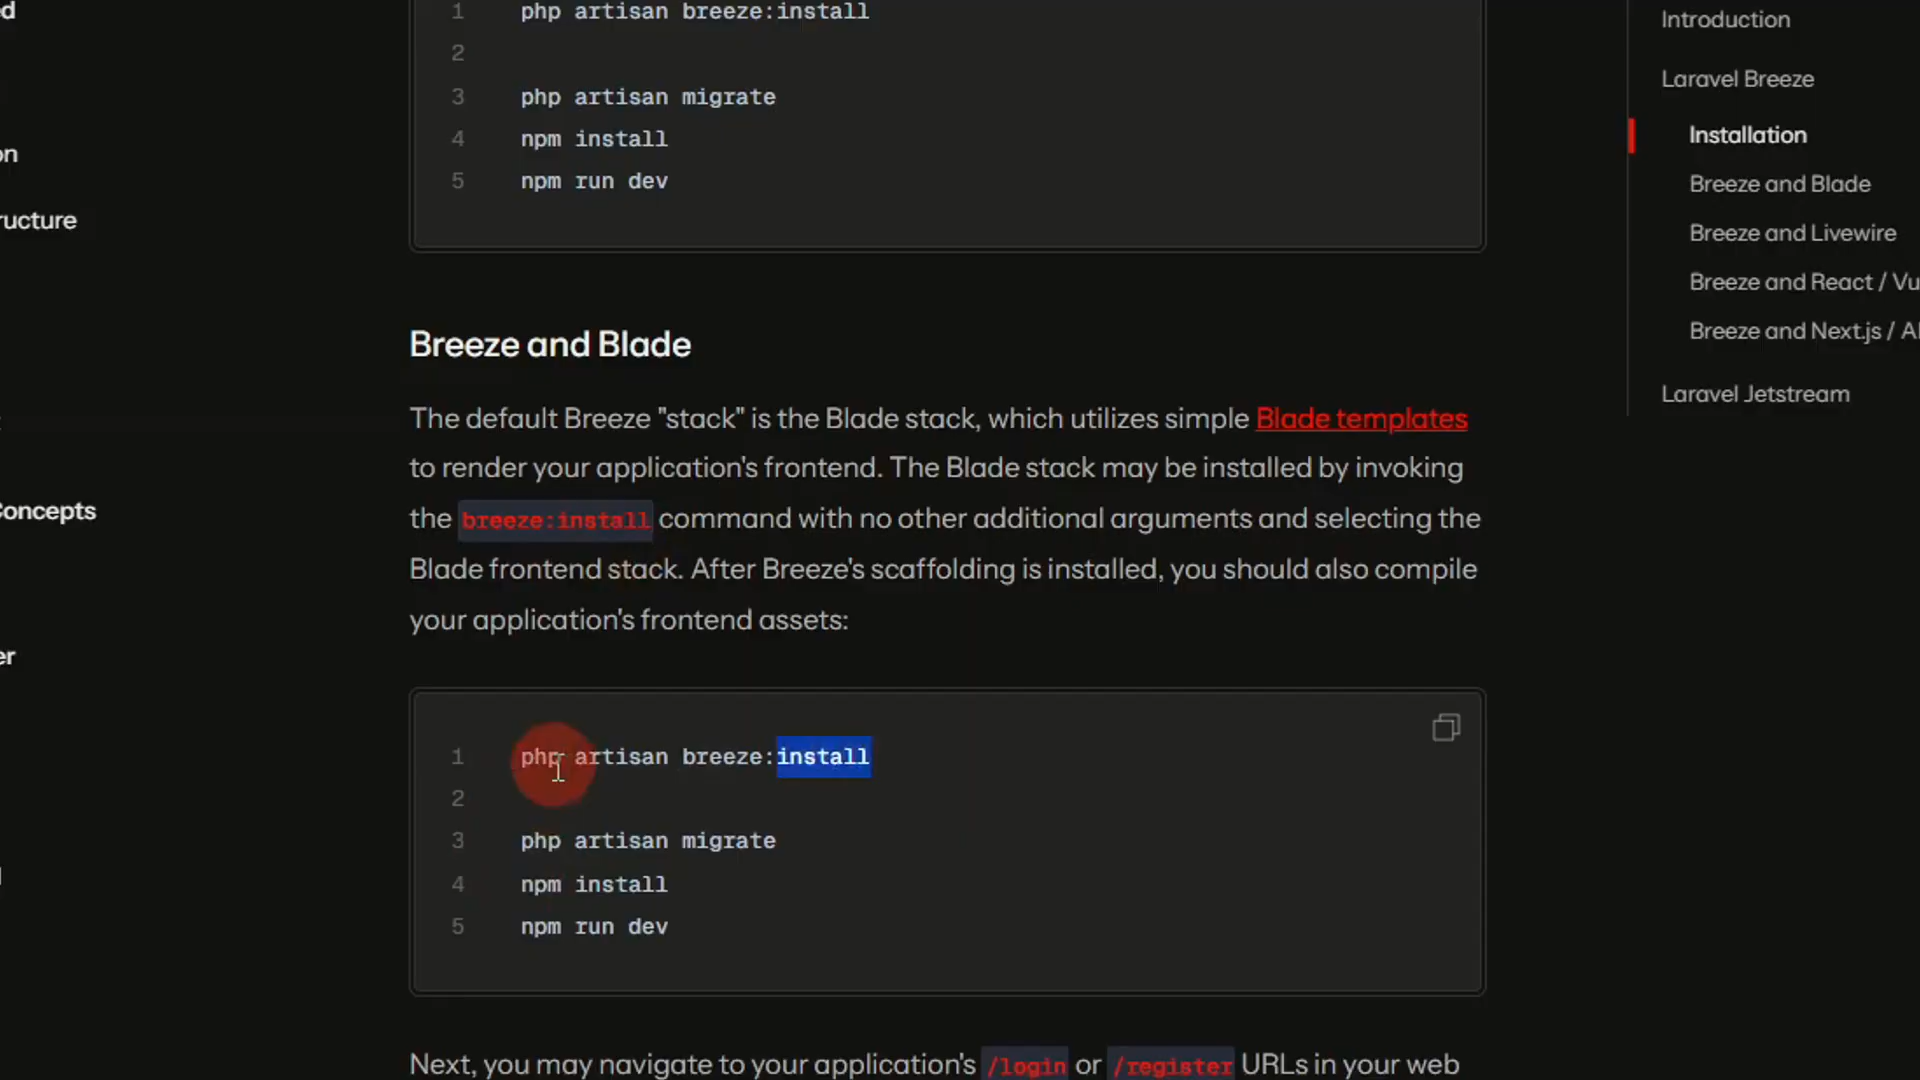 1 php artisan breeze:install
2
3 php artisan migrate
4 npm install
5 npm run dev
Breeze and Blade
The default Breeze "stack" is the Blade stack, which utilizes simple Blade templates
to render your application's frontend. The Blade stack may be installed by invoking
the breeze:install command with no other additional arguments and selecting the
Blade frontend stack. After Breeze's scaffolding is installed, you should also compile
your application's frontend assets:
1 php artisan breeze:install
2
3 php artisan migrate
4 npm install
5 npm run dev
Next, you may navigate to your application's /login or /register URLs in your web
Introduction
Laravel Breeze
Installation
Breeze and Blade
Breeze and Livewire
Breeze and React / Vu
Breeze and Next.js / A
Laravel Jetstream
on
ructure
Concepts
er